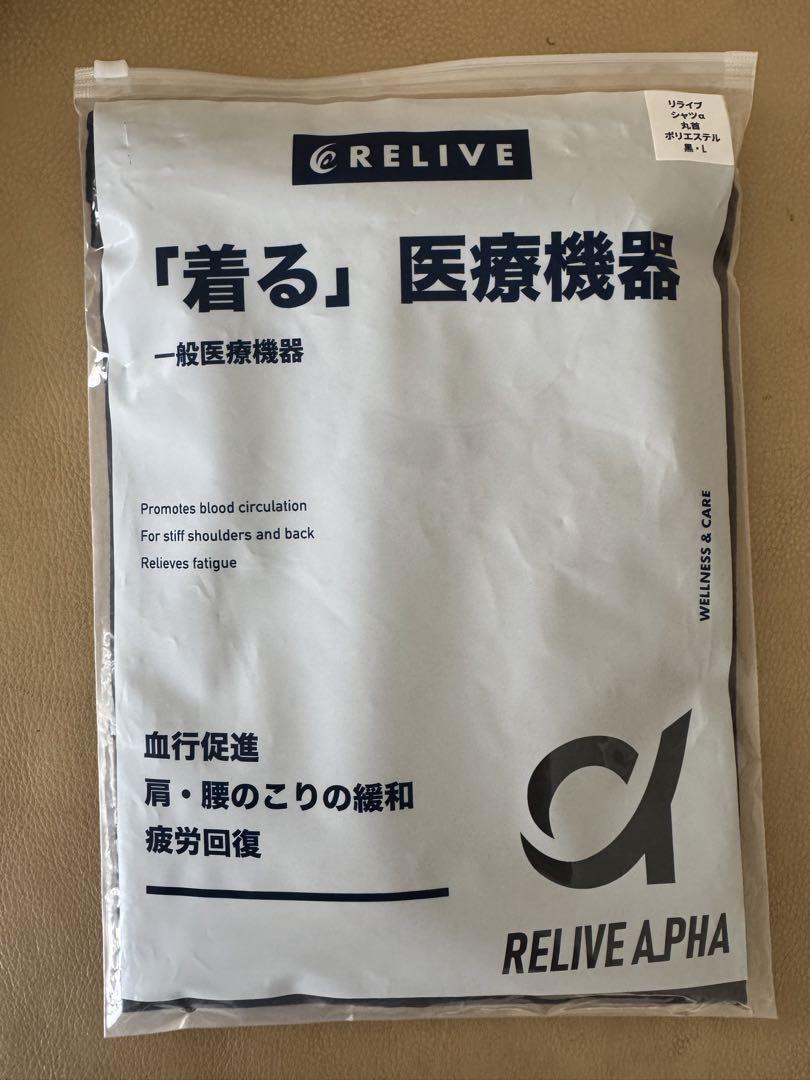 リライブ
シャツα
丸首
ポリエステル
黒・L
RELIVE
「着る」医療機器
一般医療機器
Promotes blood circulation
For stiff shoulders and back
Relieves fatigue
WELLNESS & CARE
血行促進
肩・腰のこりの緩和
疲労回復
α
RELIVE ALPHA